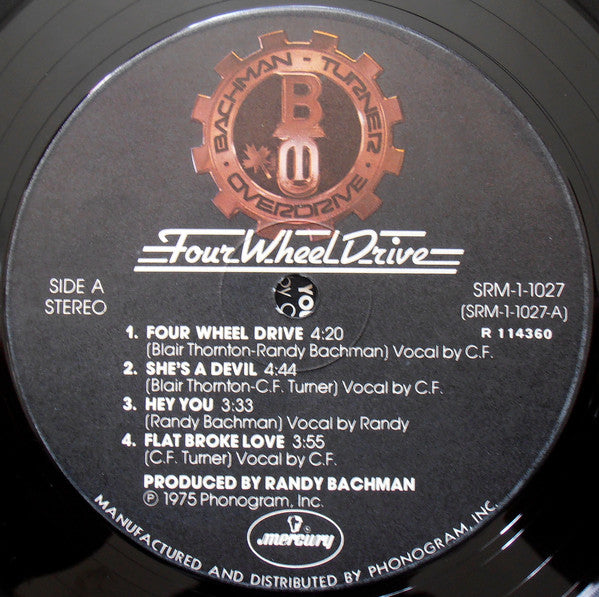 BACHMAN · TURNER · OVERDRIVE ·
B
TO
Four Wheel Drive
SIDE A
STEREO
SRM-1-1027
(SRM-1-1027-A)
R 114360
YOU
by C
1. FOUR WHEEL DRIVE 4:20
(Blair Thornton-Randy Bachman) Vocal by C.F.
2. SHE'S A DEVIL 4:44
(Blair Thornton-C.F. Turner) Vocal by C.F.
3. HEY YOU 3:33
(Randy Bachman) Vocal by Randy
4. FLAT BROKE LOVE 3:55
(C.F. Turner) Vocal by C.F.
PRODUCED BY RANDY BACHMAN
℗ 1975 Phonogram, Inc.
mercury
MANUFACTURED AND DISTRIBUTED BY PHONOGRAM, INC.